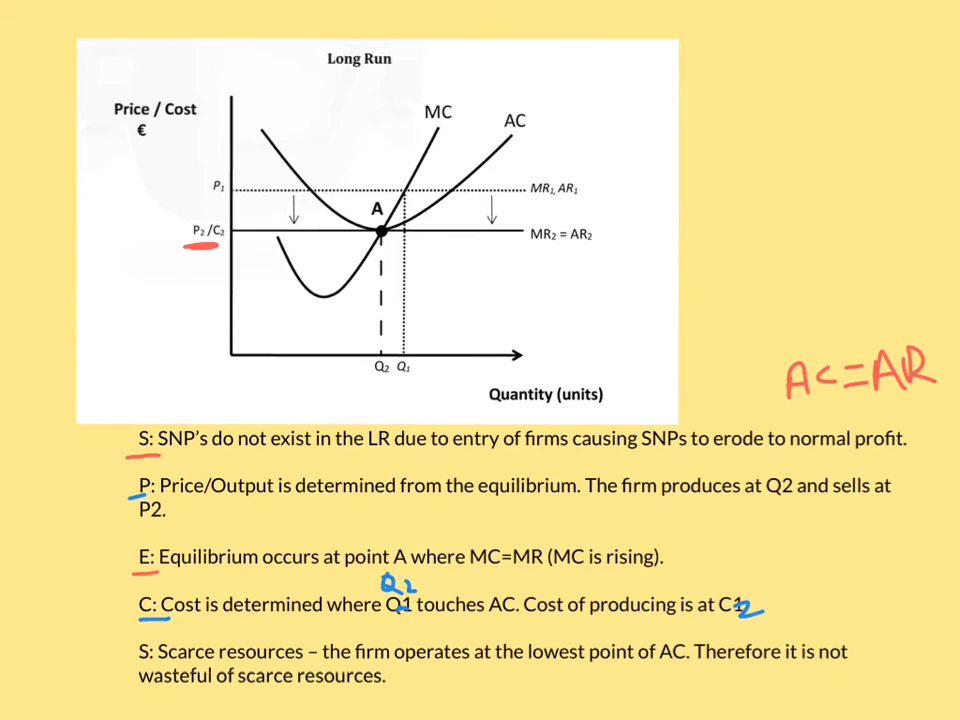 Long Run
Price / Cost
€
MC
AC
P₁
MR₁, AR₁
A
P₂ /C₂
MR₂ = AR₂
Q₂ Q₁
Quantity (units)
AC=AR
S: SNP's do not exist in the LR due to entry of firms causing SNPs to erode to normal profit.
P: Price/Output is determined from the equilibrium. The firm produces at Q2 and sells at
P2.
E: Equilibrium occurs at point A where MC=MR (MC is rising).
Q2
C: Cost is determined where Q1 touches AC. Cost of producing is at C1 2
S: Scarce resources – the firm operates at the lowest point of AC. Therefore it is not
wasteful of scarce resources.